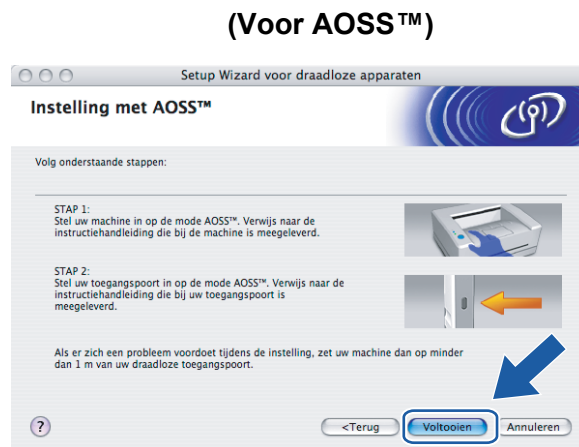 (Voor AOSS™)
Setup Wizard voor draadloze apparaten
Instelling met AOSS™
Volg onderstaande stappen:
STAP 1:
Stel uw machine in op de mode AOSS™. Verwijs naar de
instructiehandleiding die bij de machine is meegeleverd.
STAP 2:
Stel uw toegangspoort in op de mode AOSS™. Verwijs naar de
instructiehandleiding die bij uw toegangspoort is
meegeleverd.
Als er zich een probleem voordoet tijdens de instelling, zet uw machine dan op minder
dan 1 m van uw draadloze toegangspoort.
? <Terug Voltooien Annuleren